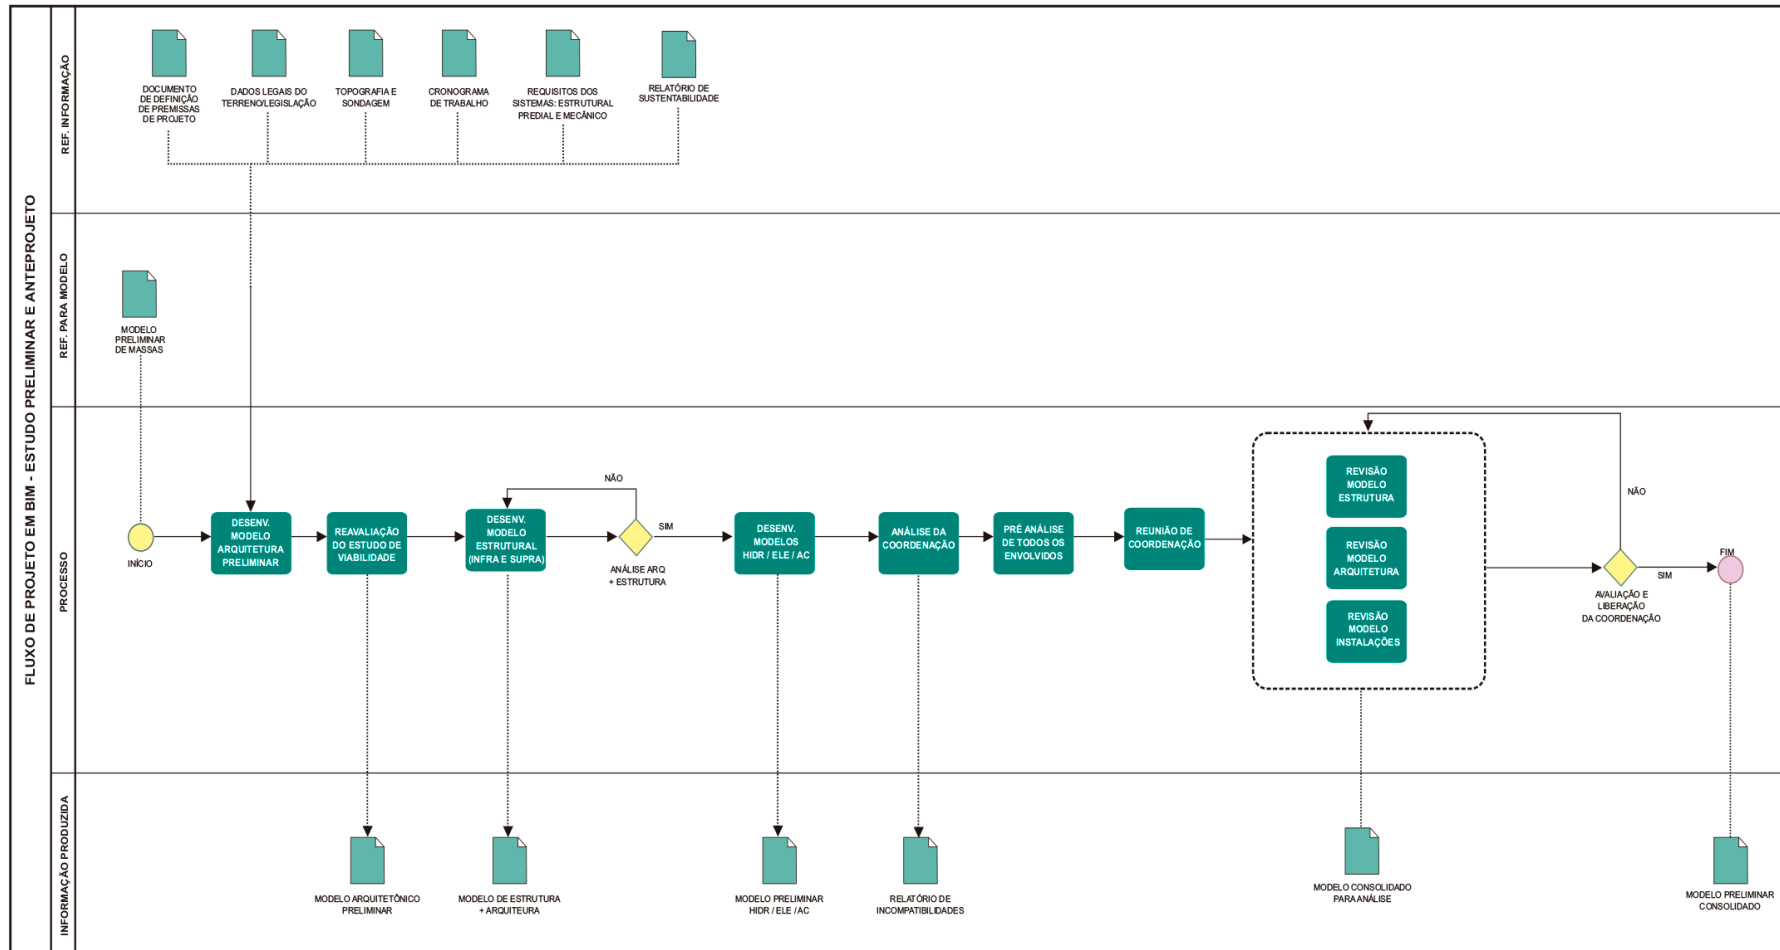 FLUXO DE PROJETO EM BIM - ESTUDO PRELIMINAR E ANTEPROJETO
REF. INFORMAÇÃO
DOCUMENTO
DE DEFINIÇÃO
DE PREMISSAS
DE PROJETO
DADOS LEGAIS DO
TERRENO/LEGISLAÇÃO
TOPOGRAFIA E
SONDAGEM
CRONOGRAMA
DE TRABALHO
REQUISITOS DOS
SISTEMAS: ESTRUTURAL
PREDIAL E MECÂNICO
RELATÓRIO DE
SUSTENTABILIDADE
REF. PARA MODELO
MODELO
PRELIMINAR
DE MASSAS
PROCESSO
INÍCIO
DESENV.
MODELO
ARQUITETURA
PRELIMINAR
REAVALIAÇÃO
DO ESTUDO DE
VIABILIDADE
DESENV.
MODELO
ESTRUTURAL
(INFRA E SUPRA)
NÃO
SIM
ANÁLISE ARQ
+ ESTRUTURA
DESENV.
MODELOS
HIDR / ELE / AC
ANÁLISE DA
COORDENAÇÃO
PRÉ ANÁLISE
DE TODOS OS
ENVOLVIDOS
REUNIÃO DE
COORDENAÇÃO
REVISÃO
MODELO
ESTRUTURA
REVISÃO
MODELO
ARQUITETURA
REVISÃO
MODELO
INSTALAÇÕES
NÃO
SIM
AVALIAÇÃO E
LIBERAÇÃO
DA COORDENAÇÃO
FIM
INFORMAÇÃO PRODUZIDA
MODELO ARQUITETÔNICO
PRELIMINAR
MODELO DE ESTRUTURA
+ ARQUITEURA
MODELO PRELIMINAR
HIDR / ELE / AC
RELATÓRIO DE
INCOMPATIBILIDADES
MODELO CONSOLIDADO
PARA ANÁLISE
MODELO PRELIMINAR
CONSOLIDADO